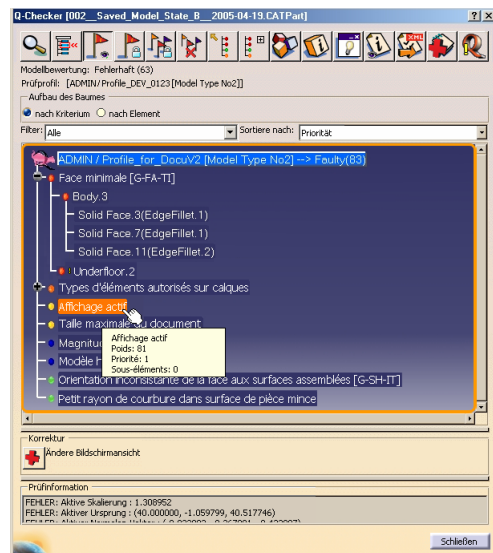 Q-Checker [002__Saved_Model_State_B__2005-04-19.CATPart]
Modellbewertung: Fehlerhaft (63)
Prüfprofil: [ADMIN/Profile_DEV_0123[Model Type No2]]
Aufbau des Baumes
nach Kriterium nach Element
Filter: Alle Sortiere nach: Priorität
ADMIN / Profile_for_DocuV2 [Model Type No2] --> Faulty(83)
Face minimale [G-FA-TI]
Body.3
Solid Face.3(EdgeFillet.1)
Solid Face.7(EdgeFillet.1)
Solid Face.11(EdgeFillet.2)
Underfloor.2
Types d'éléments autorisés sur calques
Affichage actif
Taille maximale du document
Affichage actif
Poids: 81
Priorité: 1
Sous-éléments: 0
Magnitu
Modèle h
Orientation inconsistante de la face aux surfaces assemblées [G-SH-IT]
Petit rayon de courbure dans surface de pièce mince
Korrektur
Ändere Bildschirmansicht
Prüfinformation
FEHLER: Aktive Skalierung : 1.308952
FEHLER: Aktiver Ursprung : (40.000000, -1.059799, 40.517746)
Schließen